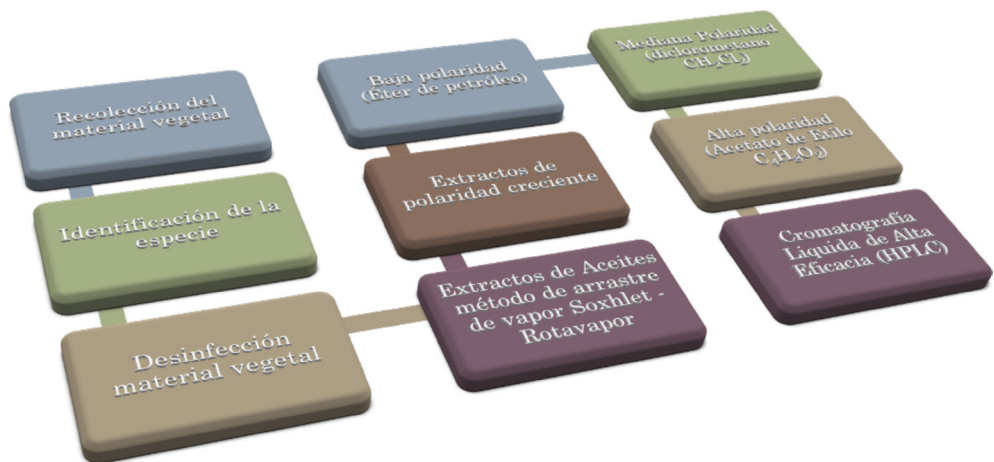 Recolección del
material vegetal
Identificación de la
especie
Desinfección
material vegetal
Extractos de Aceites
método de arrastre
de vapor Soxhlet -
Rotavapor
Extractos de
polaridad creciente
Baja polaridad
(Éter de petróleo)
Mediana Polaridad
(diclorometano
CH₂Cl₂)
Alta polaridad
(Acetato de Etilo
C₄H₅O₂)
Cromatografía
Líquida de Alta
Eficacia (HPLC)